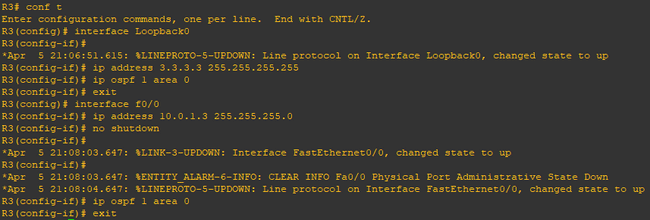 R3# conf t
Enter configuration commands, one per line.  End with CNTL/Z.
R3(config)# interface Loopback0
R3(config-if)#
*Apr  5 21:06:51.615: %LINEPROTO-5-UPDOWN: Line protocol on Interface Loopback0, changed state to up
R3(config-if)# ip address 3.3.3.3 255.255.255.255
R3(config-if)# ip ospf 1 area 0
R3(config-if)# exit
R3(config)# interface f0/0
R3(config-if)# ip address 10.0.1.3 255.255.255.0
R3(config-if)# no shutdown
R3(config-if)#
*Apr  5 21:08:03.647: %LINK-3-UPDOWN: Interface FastEthernet0/0, changed state to up
R3(config-if)#
*Apr  5 21:08:03.647: %ENTITY_ALARM-6-INFO: CLEAR INFO Fa0/0 Physical Port Administrative State Down
*Apr  5 21:08:04.647: %LINEPROTO-5-UPDOWN: Line protocol on Interface FastEthernet0/0, changed state to up
R3(config-if)# ip ospf 1 area 0
R3(config-if)# exit